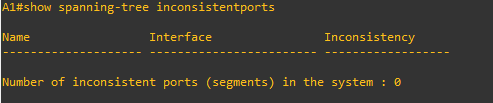 A1#show spanning-tree inconsistentports
Name Interface Inconsistency
-------------------- ------------------------ ------------------
Number of inconsistent ports (segments) in the system : 0